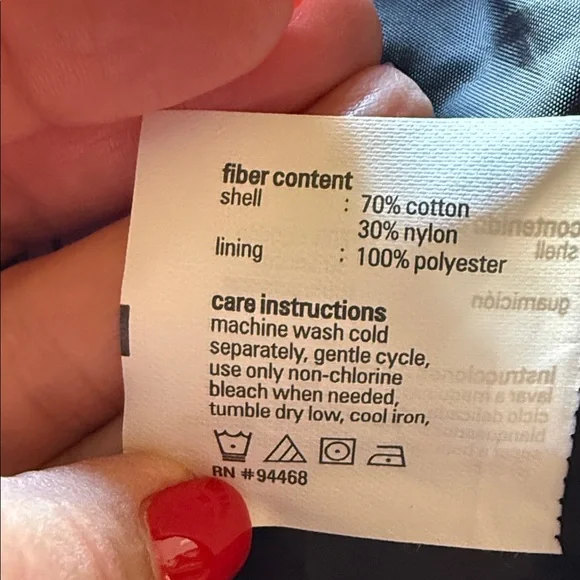 fiber content
shell : 70% cotton
30% nylon
lining : 100% polyester
care instructions
machine wash cold
separately, gentle cycle,
use only non-chlorine
bleach when needed,
tumble dry low, cool iron,
RN #94468